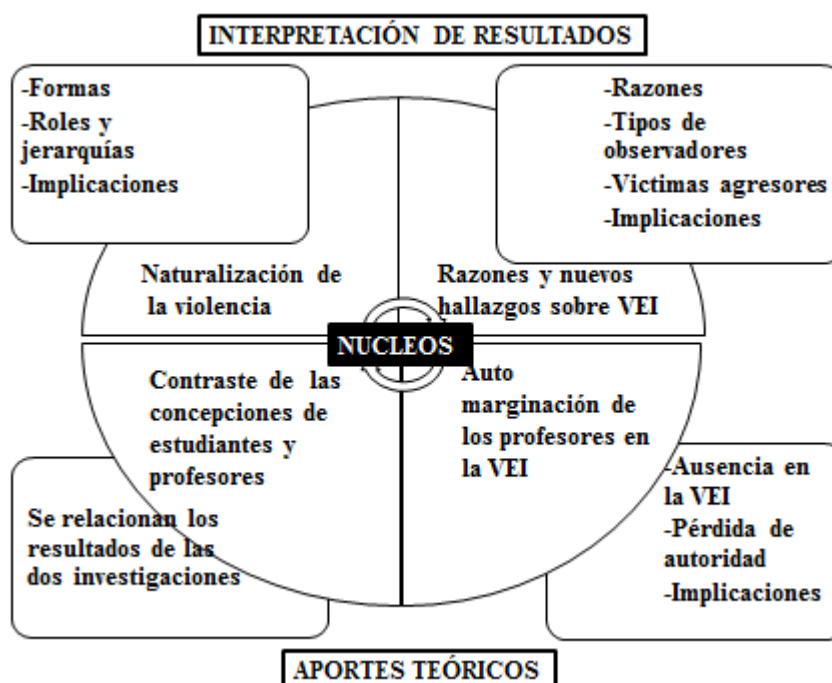 INTERPRETACIÓN DE RESULTADOS
-Formas
-Roles y
jerarquías
-Implicaciones
-Razones
-Tipos de
observadores
-Victimas agresores
-Implicaciones
Naturalización de
la violencia
Razones y nuevos
hallazgos sobre VEI
NUCLEOS
Contraste de las
concepciones de
estudiantes y
profesores
Auto
marginación de
los profesores en
la VEI
Se relacionan los
resultados de las
dos investigaciones
-Ausencia en
la VEI
-Pérdida de
autoridad
-Implicaciones
APORTES TEÓRICOS